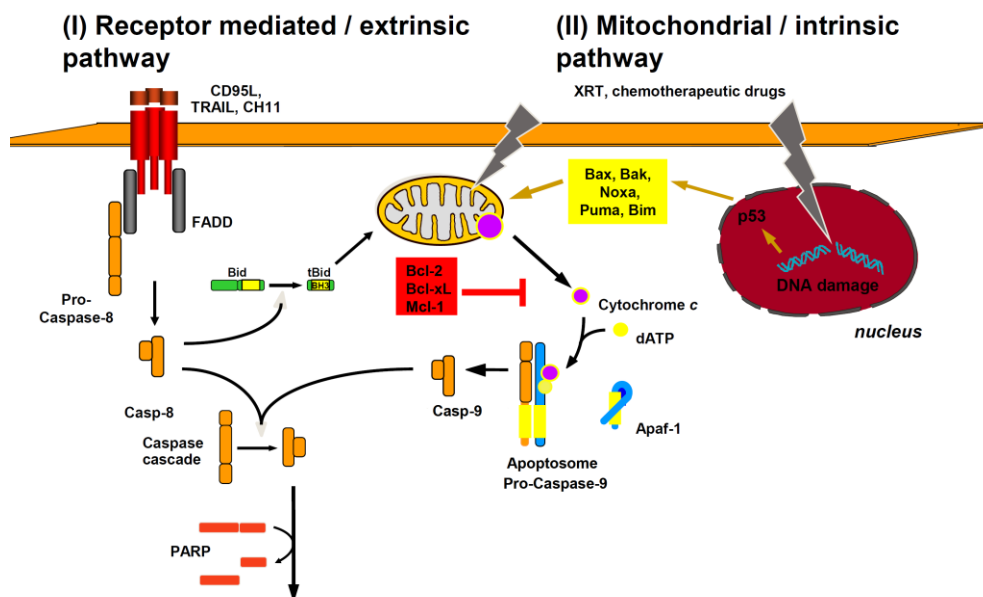 (I) Receptor mediated / extrinsic
pathway
(II) Mitochondrial / intrinsic
pathway
CD95L,
TRAIL, CH11
XRT, chemotherapeutic drugs
FADD
Bax, Bak,
Noxa,
Puma, Bim
p53
DNA damage
nucleus
Pro-
Caspase-8
Bid
tBid
BH3
Bcl-2
Bcl-xL
Mcl-1
Cytochrome c
dATP
Casp-8
Casp-9
Apaf-1
Caspase
cascade
Apoptosome
Pro-Caspase-9
PARP